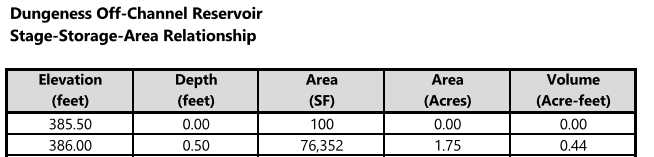 Dungeness Off-Channel Reservoir
Stage-Storage-Area Relationship
Elevation Depth Area Area Volume
(feet) (feet) (SF) (Acres) (Acre-feet)
385.50 0.00 100 0.00 0.00
386.00 0.50 76,352 1.75 0.44